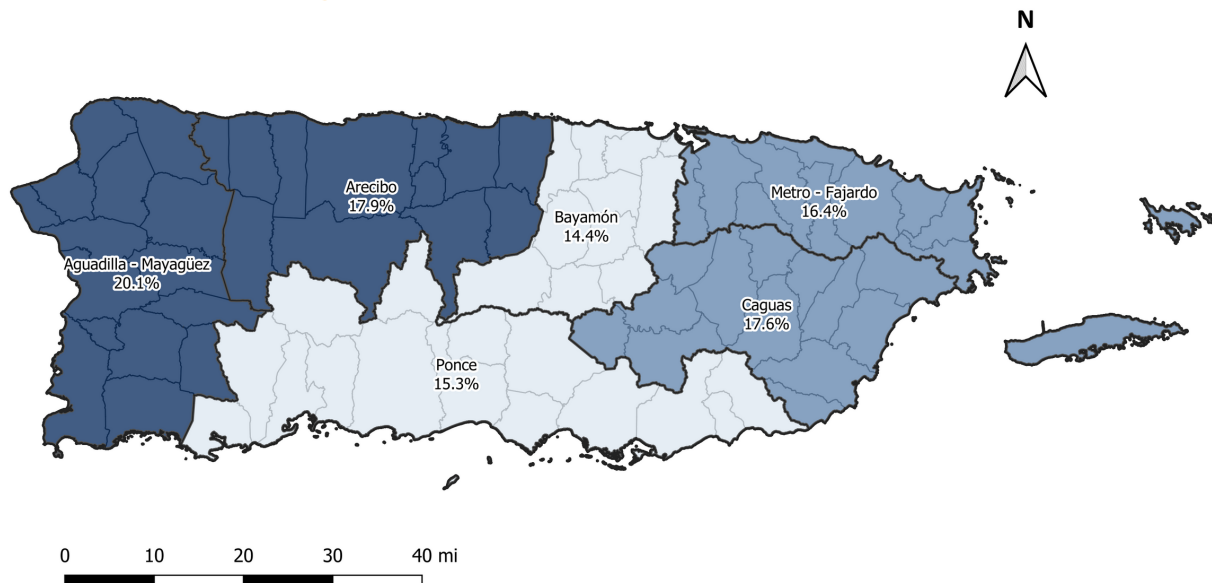 N
Arecibo
17.9%
Metro - Fajardo
16.4%
Bayamón
14.4%
Aguadilla - Mayagüez
20.1%
Caguas
17.6%
Ponce
15.3%
0 10 20 30 40 mi